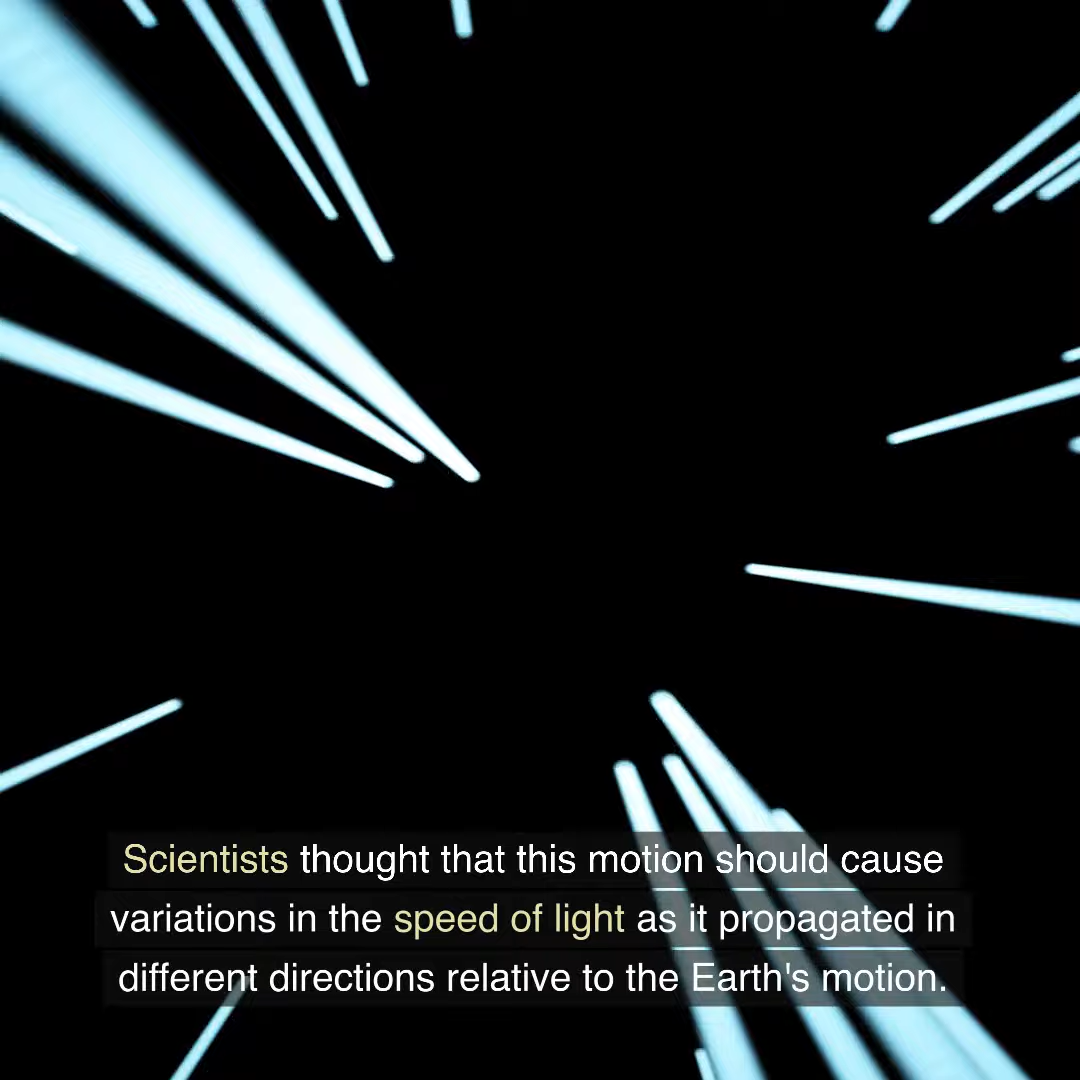 Scientists thought that this motion should cause
variations in the speed of light as it propagated in
different directions relative to the Earth's motion.